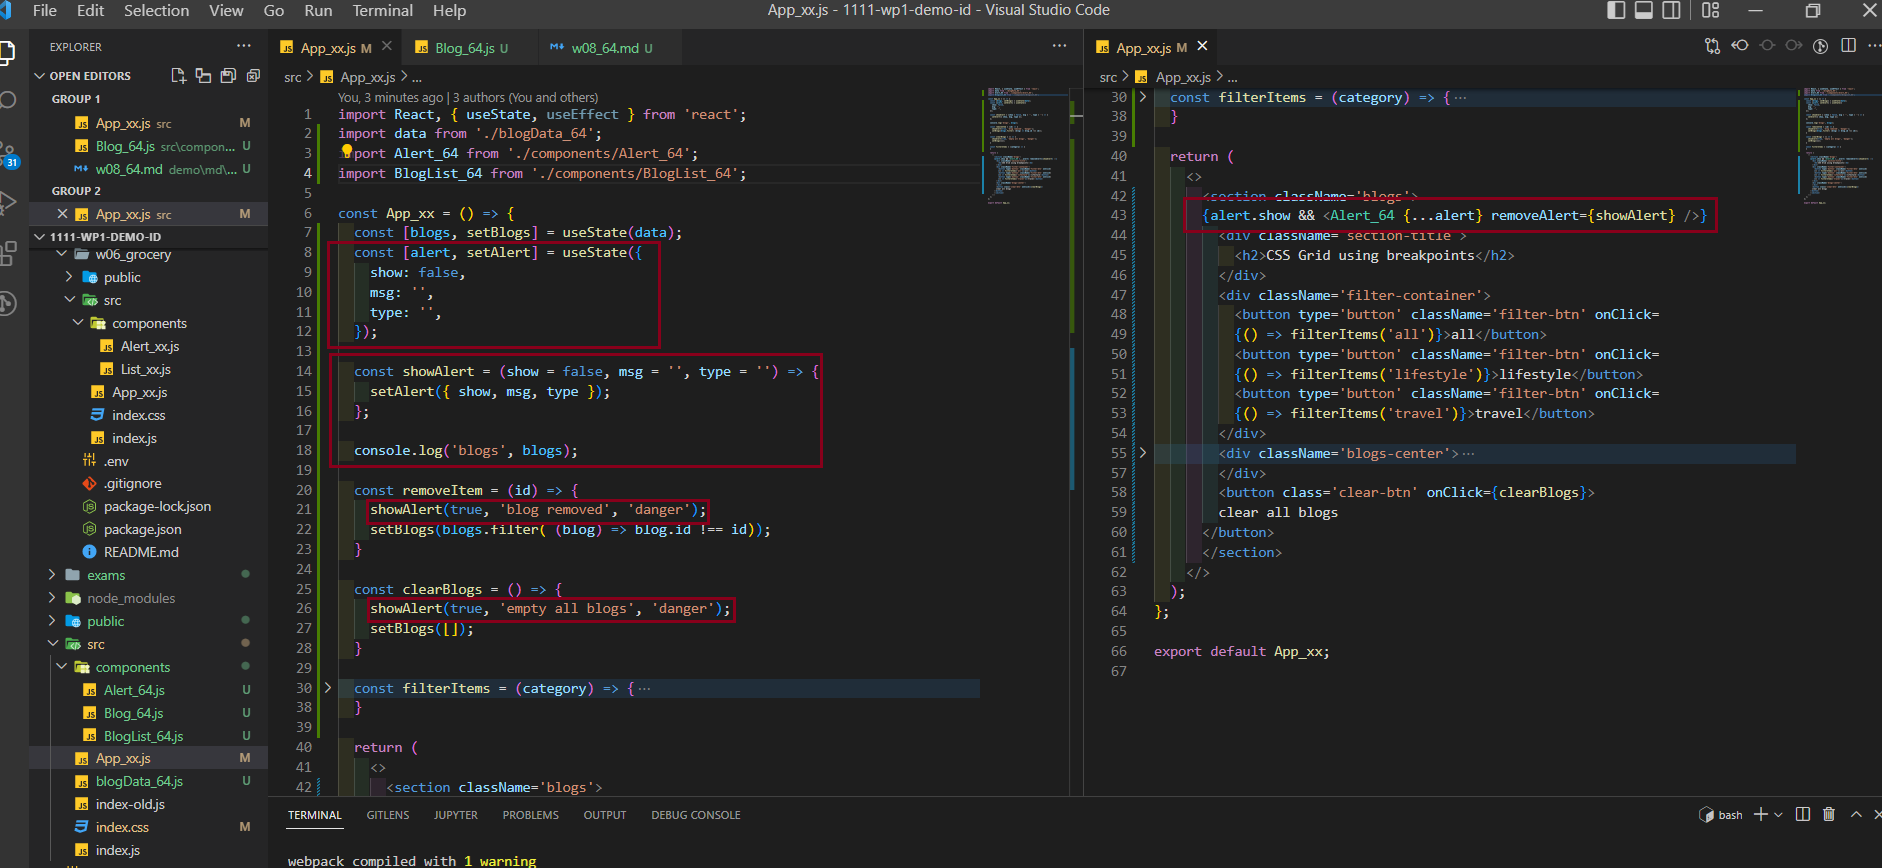 File Edit Selection View Go Run Terminal Help
App_xx.js - 1111-wp1-demo-id - Visual Studio Code
EXPLORER
OPEN EDITORS
GROUP 1
App_xx.js src M
Blog_64.js src\compon... U
w08_64.md demo\md\... U
GROUP 2
App_xx.js src M
1111-WP1-DEMO-ID
w06_grocery
public
src
components
Alert_xx.js
List_xx.js
App_xx.js
index.css
index.js
.env
.gitignore
package-lock.json
package.json
README.md
exams
node_modules
public
src
components
Alert_64.js U
Blog_64.js U
BlogList_64.js U
App_xx.js M
blogData_64.js U
index-old.js
index.css M
index.js
31
App_xx.js M
Blog_64.js U
w08_64.md U
src > App_xx.js > ...
You, 3 minutes ago | 3 authors (You and others)
1 import React, { useState, useEffect } from 'react';
2 import data from './blogData_64';
3 port Alert_64 from './components/Alert_64';
4 import BlogList_64 from './components/BlogList_64';
5
6 const App_xx = () => {
7 const [blogs, setBlogs] = useState(data);
8 const [alert, setAlert] = useState({
9 show: false,
10 msg: '',
11 type: '',
12 });
13
14 const showAlert = (show = false, msg = '', type = '') => {
15 setAlert({ show, msg, type });
16 };
17
18 console.log('blogs', blogs);
19
20 const removeItem = (id) => {
21 showAlert(true, 'blog removed', 'danger');
22 setBlogs(blogs.filter( (blog) => blog.id !== id));
23 }
24
25 const clearBlogs = () => {
26 showAlert(true, 'empty all blogs', 'danger');
27 setBlogs([]);
28 }
29
30 const filterItems = (category) => { ...
38 }
39
40 return (
41 <>
42 <section className='blogs'>
App_xx.js M
src > App_xx.js > ...
30 const filterItems = (category) => { ...
38 }
39
40 return (
41 <>
42 <section className='blogs'>
43 {alert.show && <Alert_64 {...alert} removeAlert={showAlert} />}
44 <div className='section-title'>
45 <h2>CSS Grid using breakpoints</h2>
46 </div>
47 <div className='filter-container'>
48 <button type='button' className='filter-btn' onClick=
49 {() => filterItems('all')}>all</button>
50 <button type='button' className='filter-btn' onClick=
51 {() => filterItems('lifestyle')}>lifestyle</button>
52 <button type='button' className='filter-btn' onClick=
53 {() => filterItems('travel')}>travel</button>
54 </div>
55 <div className='blogs-center'> ...
57 </div>
58 <button class='clear-btn' onClick={clearBlogs}>
59 clear all blogs
60 </button>
61 </section>
62 </>
63 );
64 };
65
66 export default App_xx;
67
TERMINAL GITLENS JUPYTER PROBLEMS OUTPUT DEBUG CONSOLE
bash
webpack compiled with 1 warning